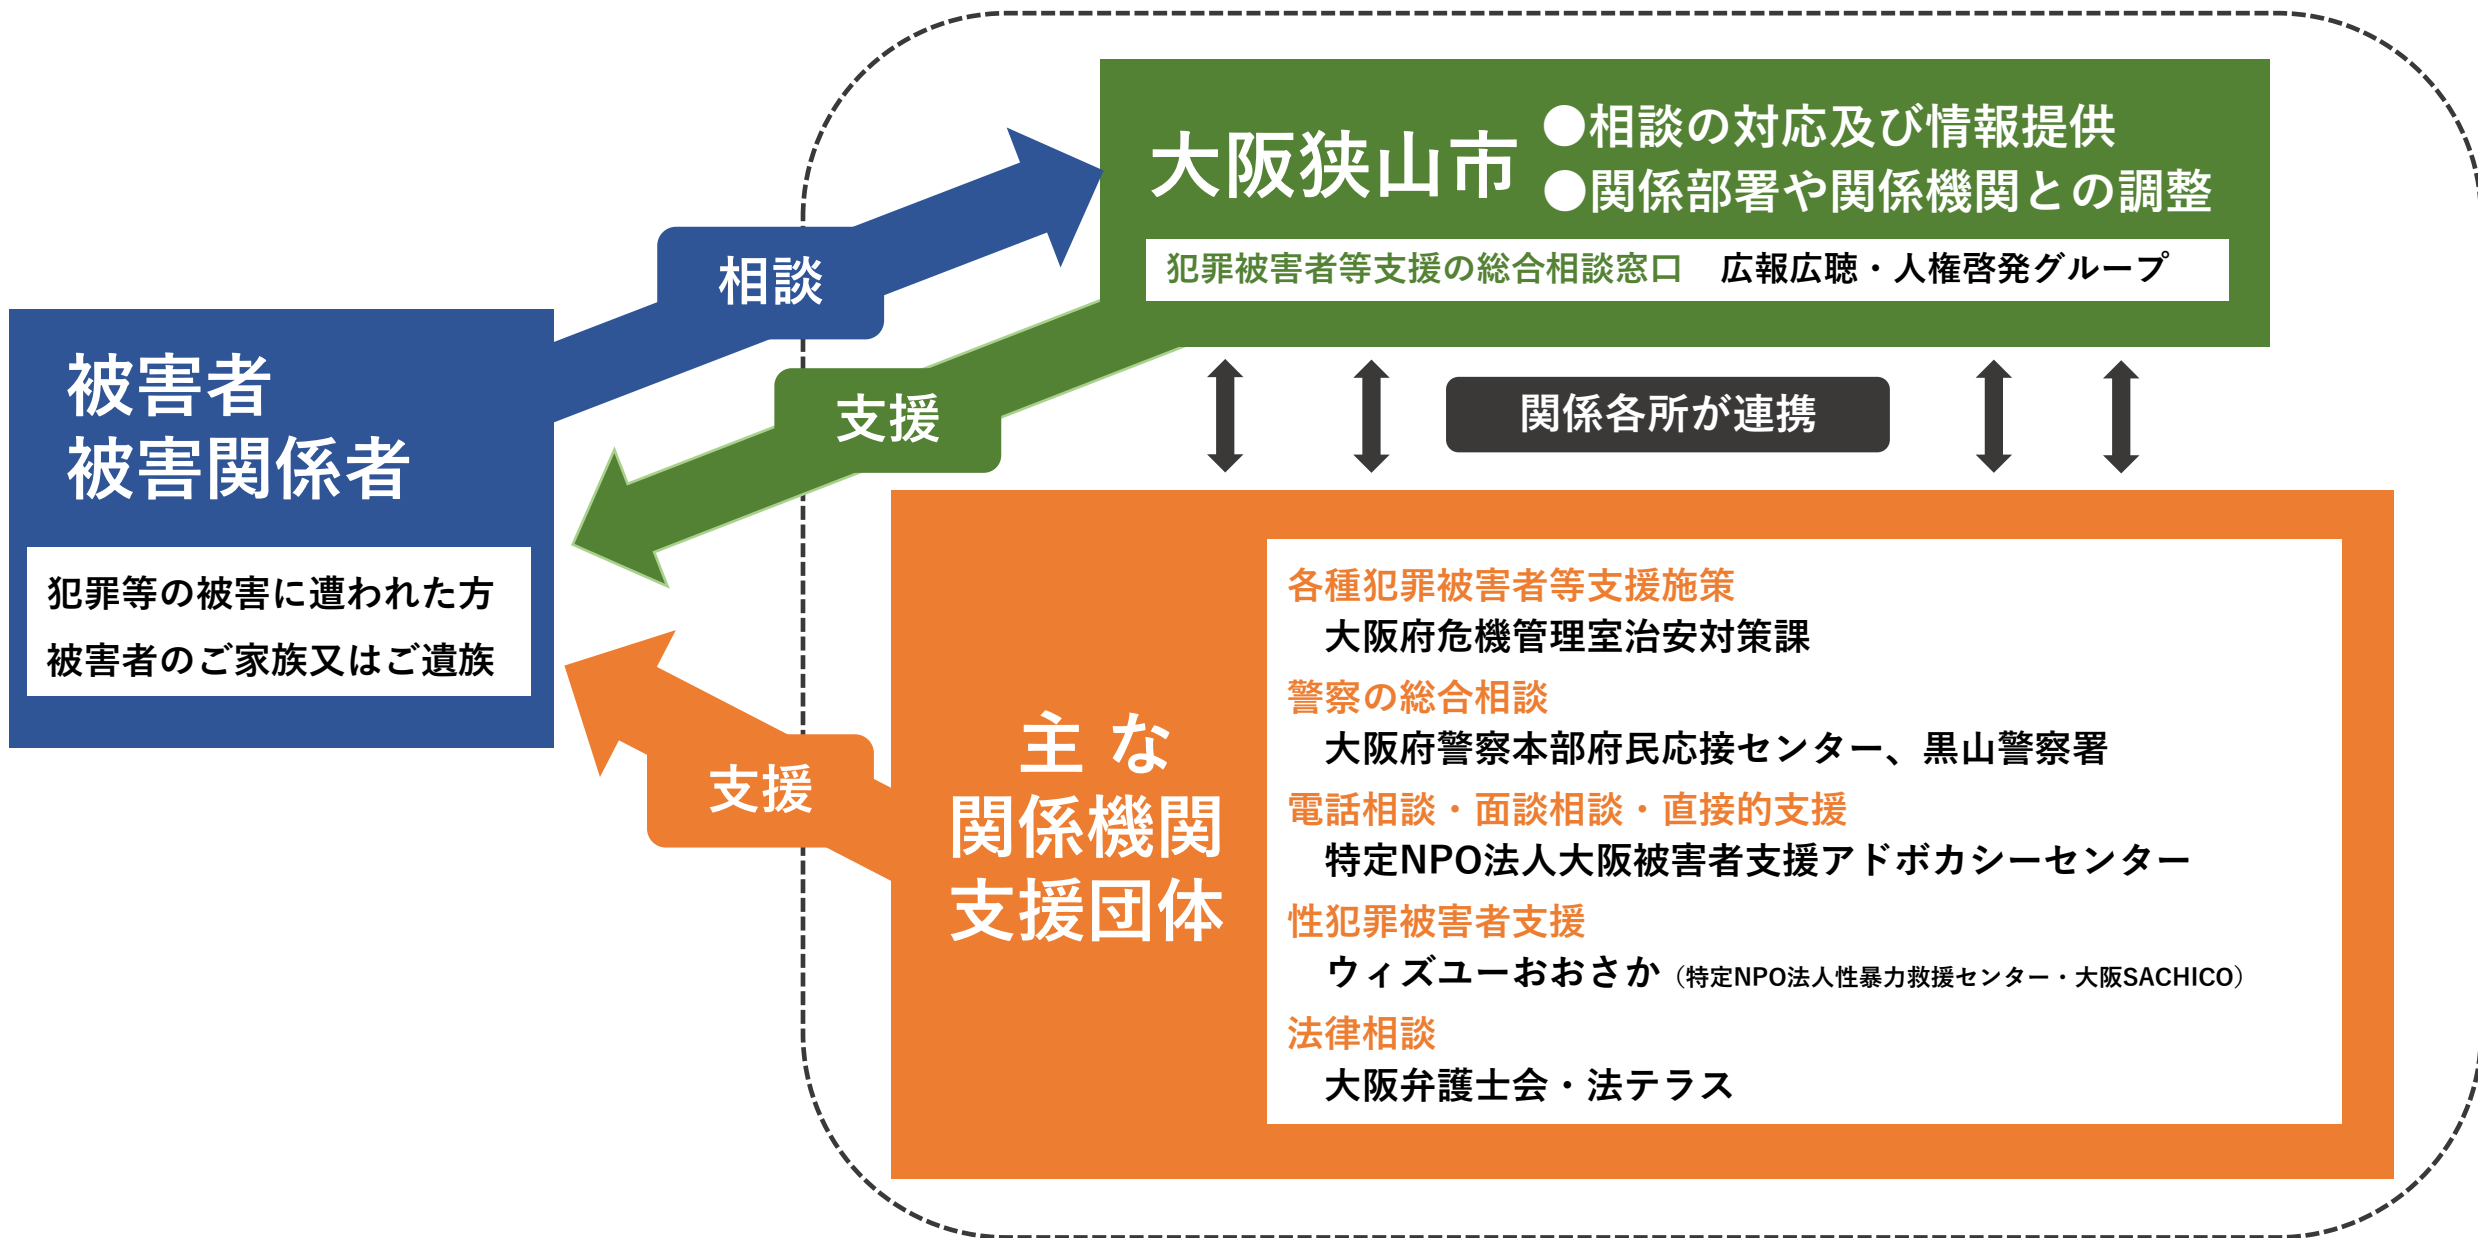 大阪狭山市
●相談の対応及び情報提供
●関係部署や関係機関との調整
犯罪被害者等支援の総合相談窓口　広報広聴・人権啓発グループ
相談
支援
被害者
被害関係者
犯罪等の被害に遭われた方
被害者のご家族又はご遺族
関係各所が連携
支援
主な
関係機関
支援団体
各種犯罪被害者等支援施策
大阪府危機管理室治安対策課
警察の総合相談
大阪府警察本部府民応接センター、黒山警察署
電話相談・面談相談・直接的支援
特定NPO法人大阪被害者支援アドボカシーセンター
性犯罪被害者支援
ウィズユーおおさか（特定NPO法人性暴力救援センター・大阪SACHICO）
法律相談
大阪弁護士会・法テラス